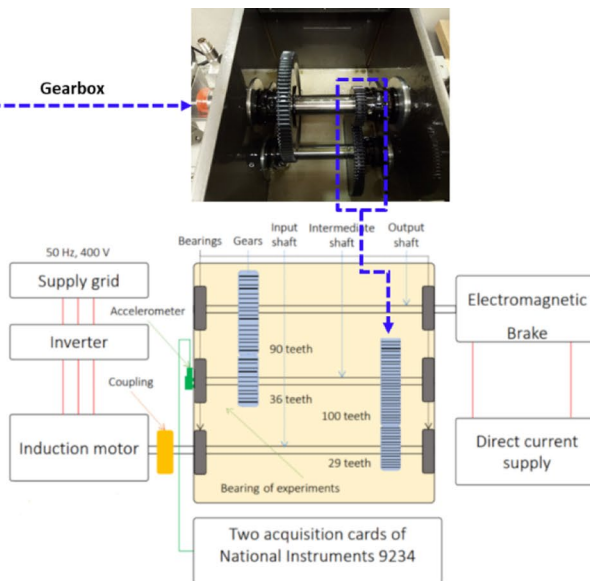 Gearbox
Input
shaft
Intermediate
shaft
Output
shaft
Bearings
Gears
50 Hz, 400 V
Supply grid
Accelerometer
Inverter
Coupling
Induction motor
90 teeth
36 teeth
100 teeth
29 teeth
Bearing of experiments
Electromagnetic
Brake
Direct current
supply
Two acquisition cards of
National Instruments 9234